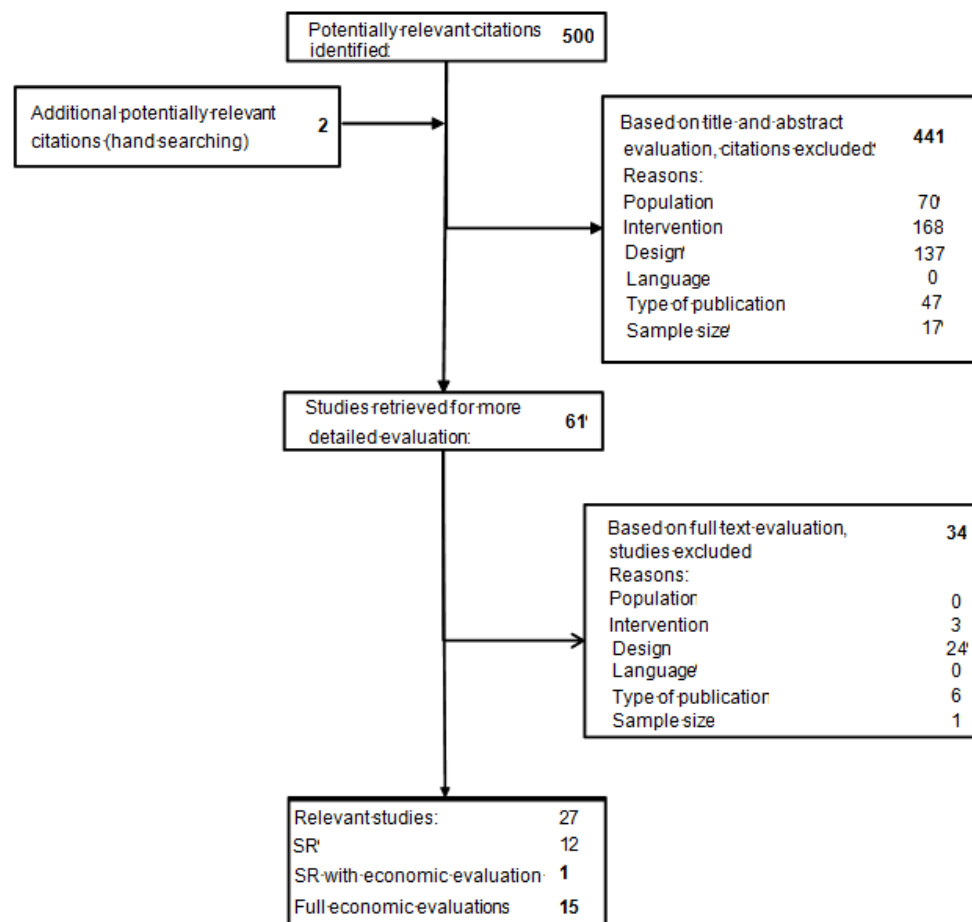 Potentially relevant citations identified: 500
Additional potentially relevant citations (hand searching) 2
Based on title and abstract evaluation, citations excluded: 441
Reasons:
Population 70
Intervention 168
Design 137
Language 0
Type of publication 47
Sample size 17
Studies retrieved for more detailed evaluation: 61
Based on full text evaluation, studies excluded 34
Reasons:
Population 0
Intervention 3
Design 24
Language 0
Type of publication 6
Sample size 1
Relevant studies: 27
SR 12
SR with economic evaluation 1
Full economic evaluations 15